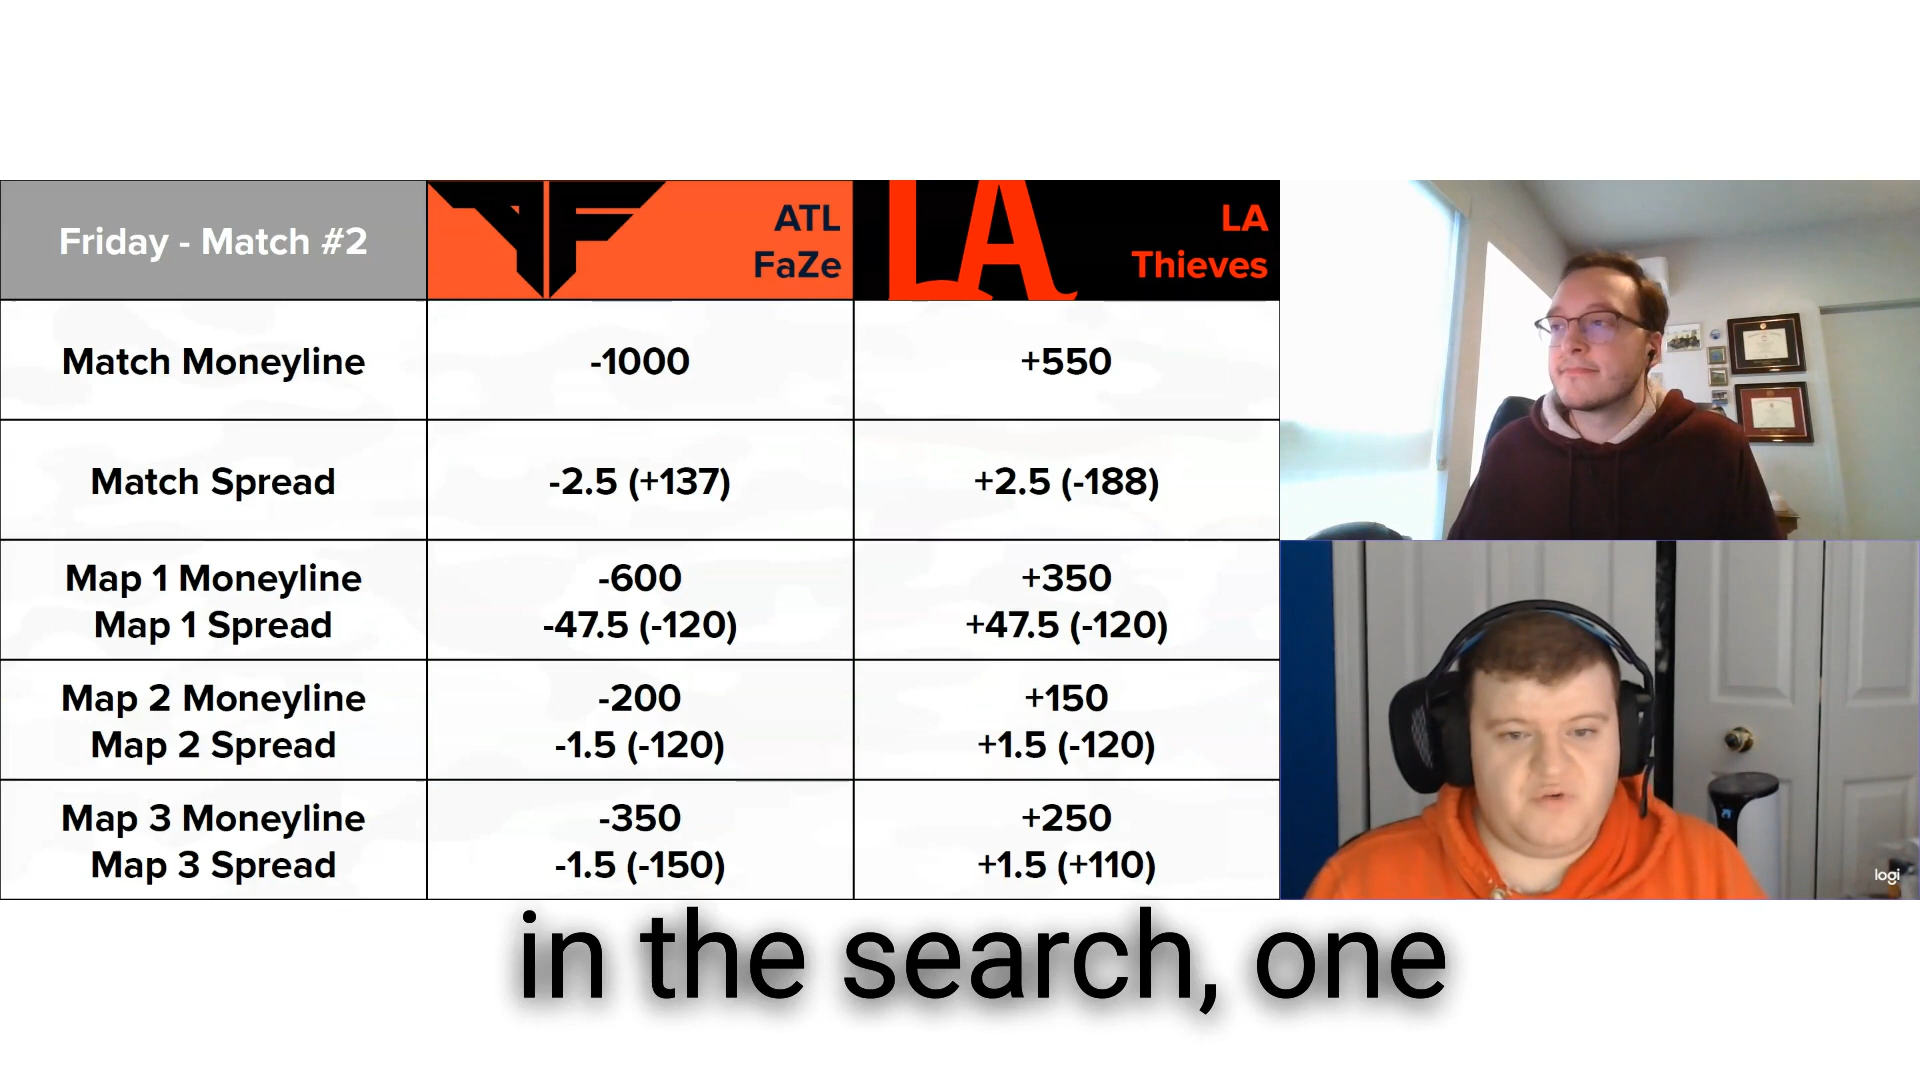 Friday - Match #2
ATL
FaZe
LA
LA
Thieves
Match Moneyline
-1000
+550
Match Spread
-2.5 (+137)
+2.5 (-188)
Map 1 Moneyline
Map 1 Spread
-600
-47.5 (-120)
+350
+47.5 (-120)
Map 2 Moneyline
Map 2 Spread
-200
-1.5 (-120)
+150
+1.5 (-120)
Map 3 Moneyline
Map 3 Spread
-350
-1.5 (-150)
+250
+1.5 (+110)
logi
in the search, one